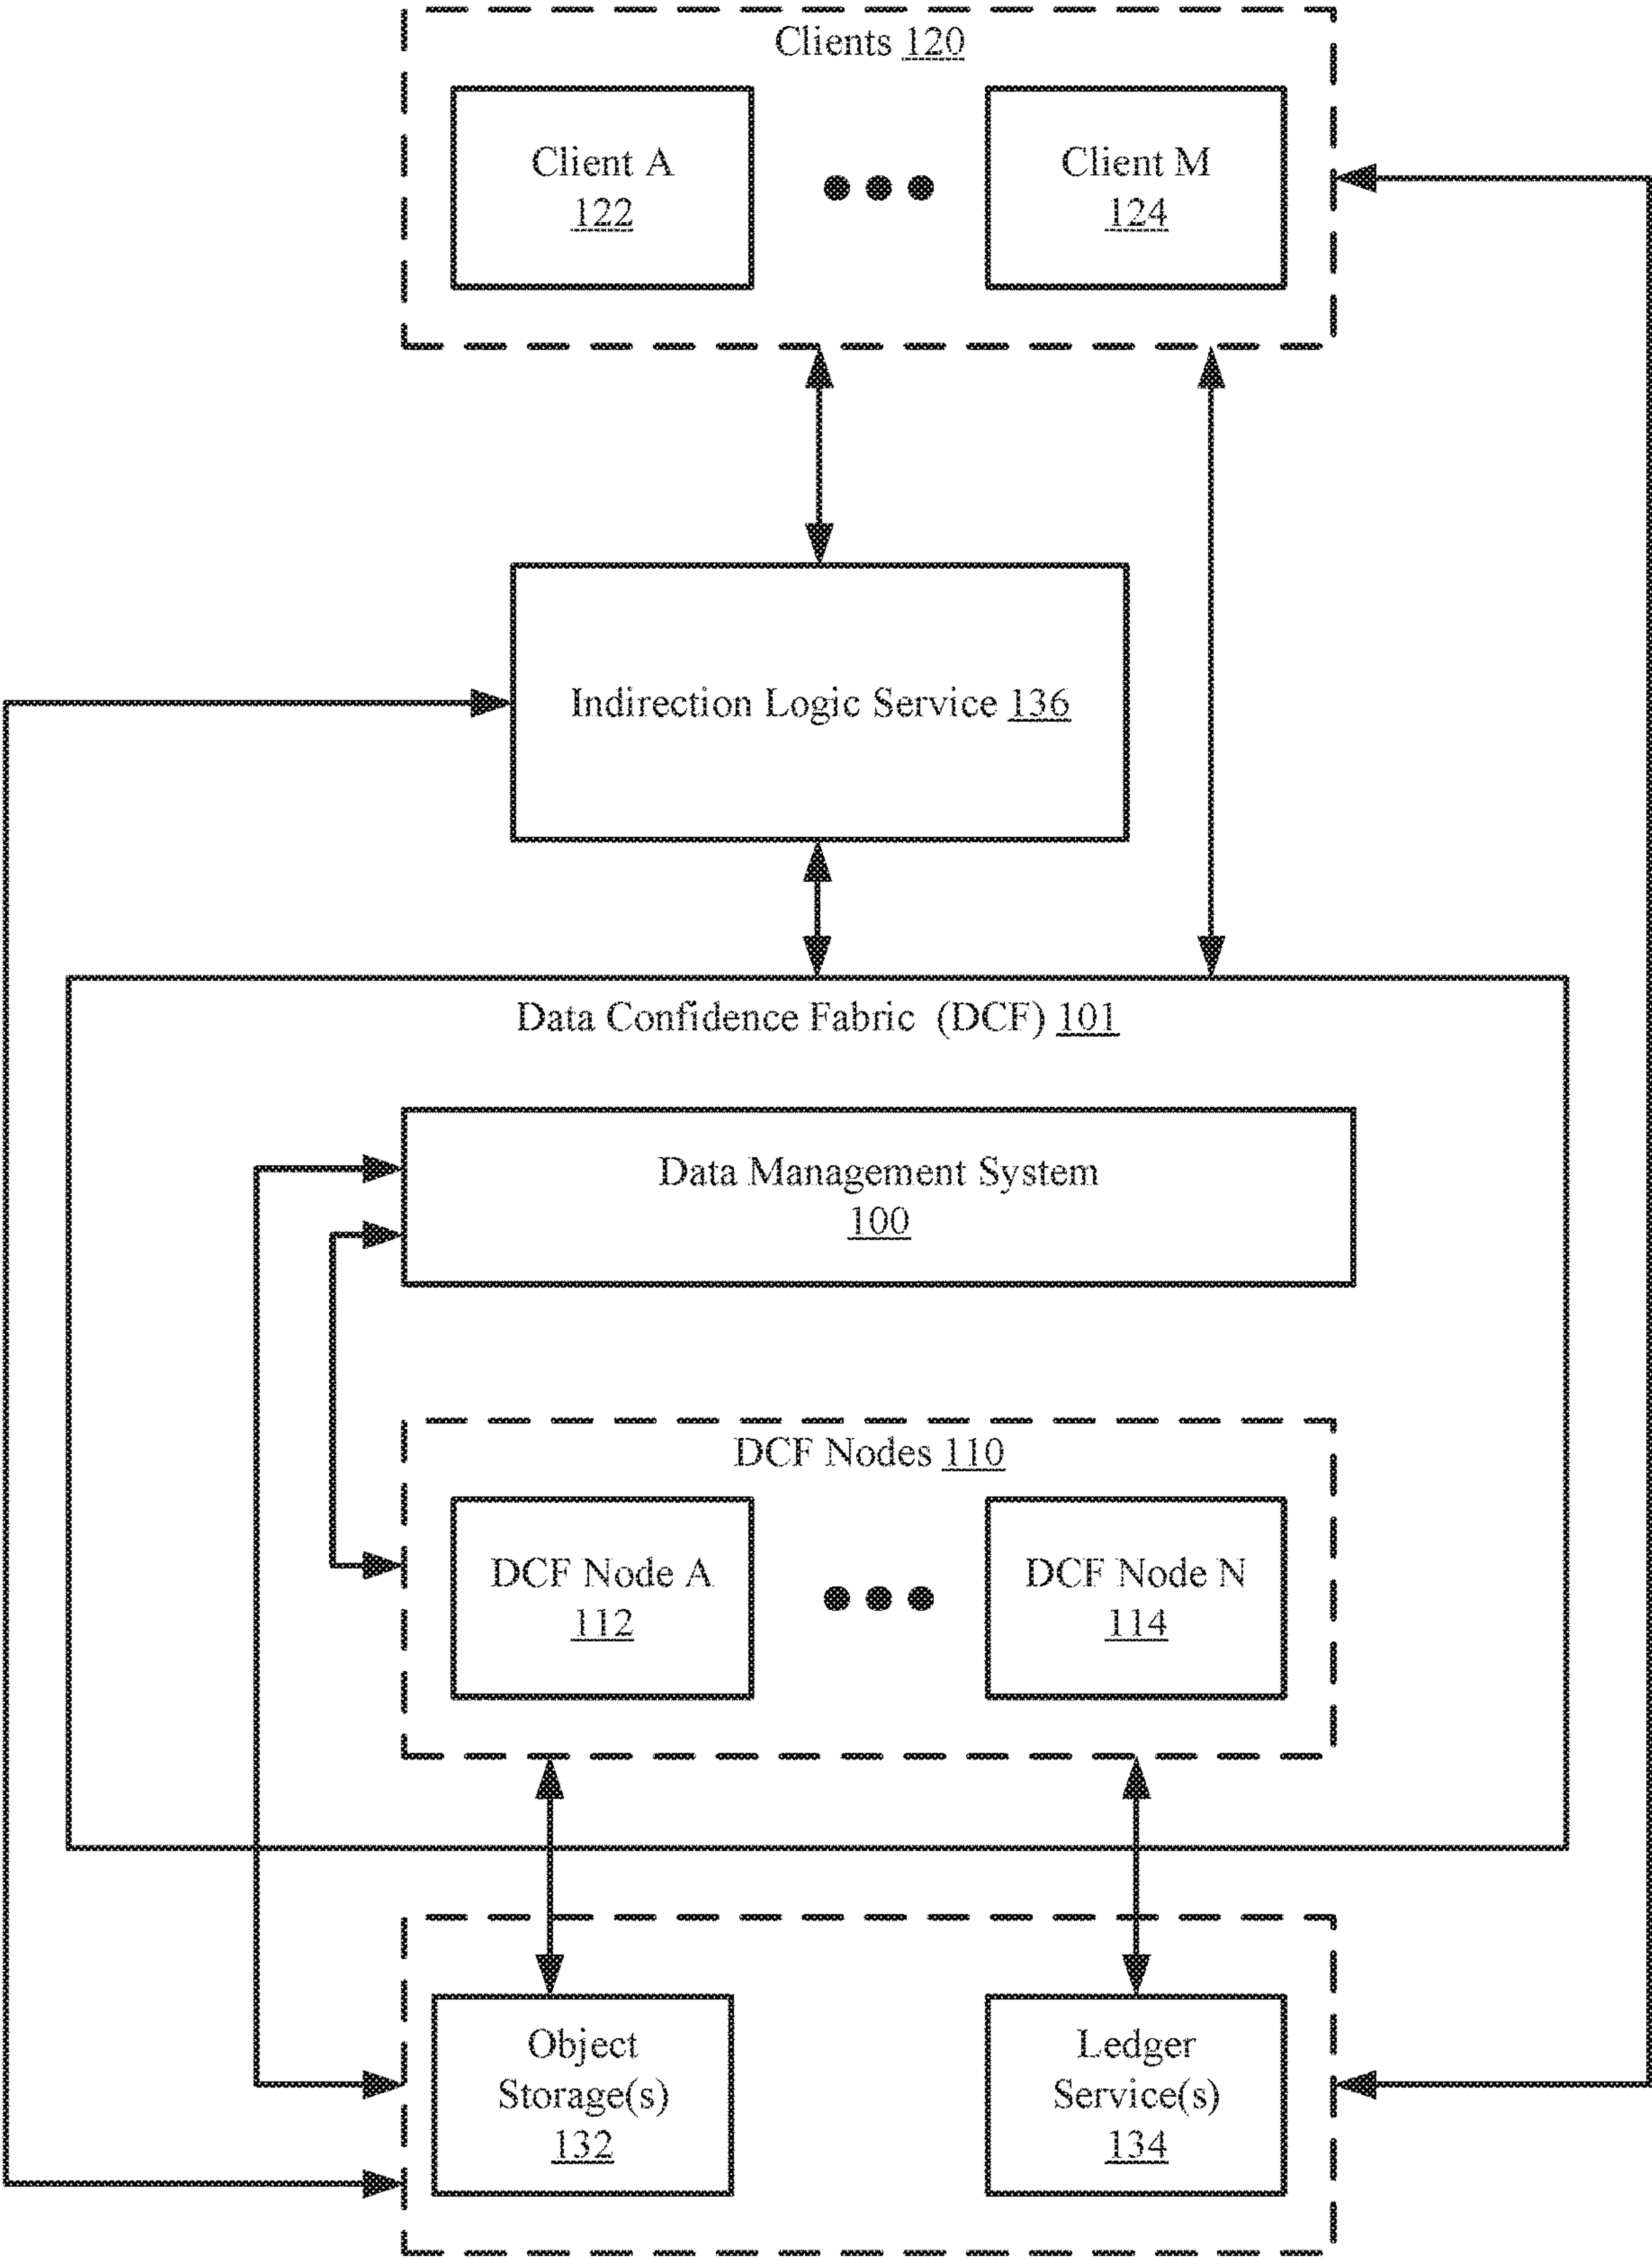 Clients 120
Client A
122
Client M
124
Indirection Logic Service 136
Data Confidence Fabric (DCF) 101
Data Management System
100
DCF Nodes 110
DCF Node A
112
DCF Node N
114
Object
Storage(s)
132
Ledger
Service(s)
134